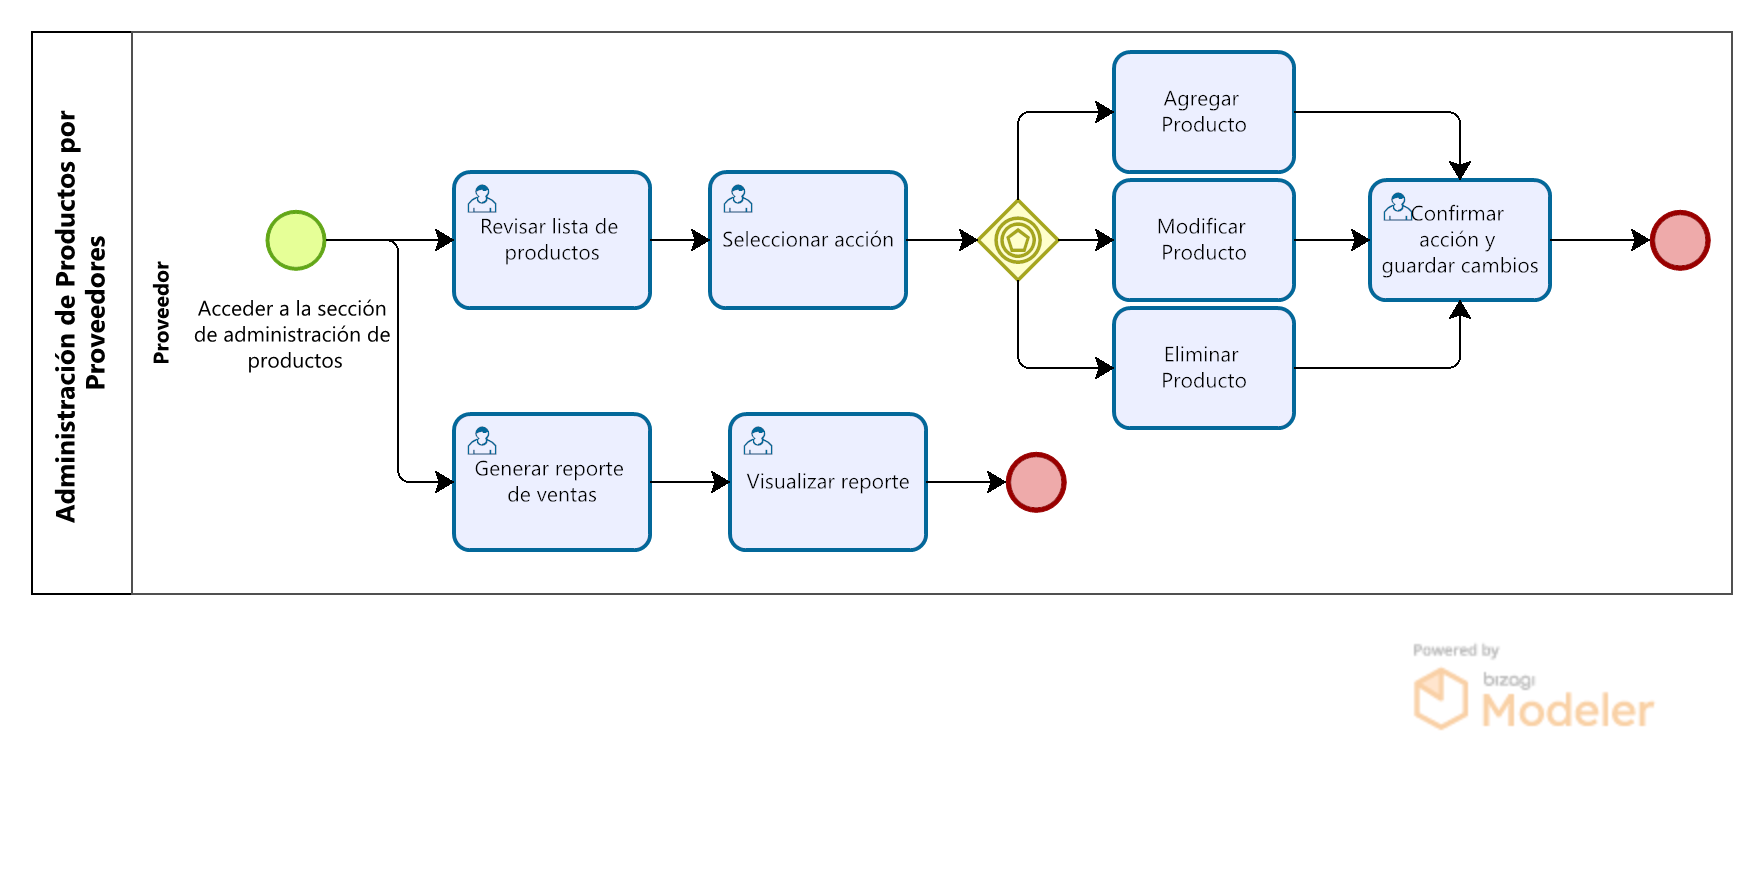 Administración de Productos por
Proveedores
Proveedor
Acceder a la sección
de administración de
productos
Revisar lista de
productos
Seleccionar acción
Agregar
Producto
Modificar
Producto
Eliminar
Producto
Confirmar
acción y
guardar cambios
Generar reporte
de ventas
Visualizar reporte
Powered by
bizagi
Modeler